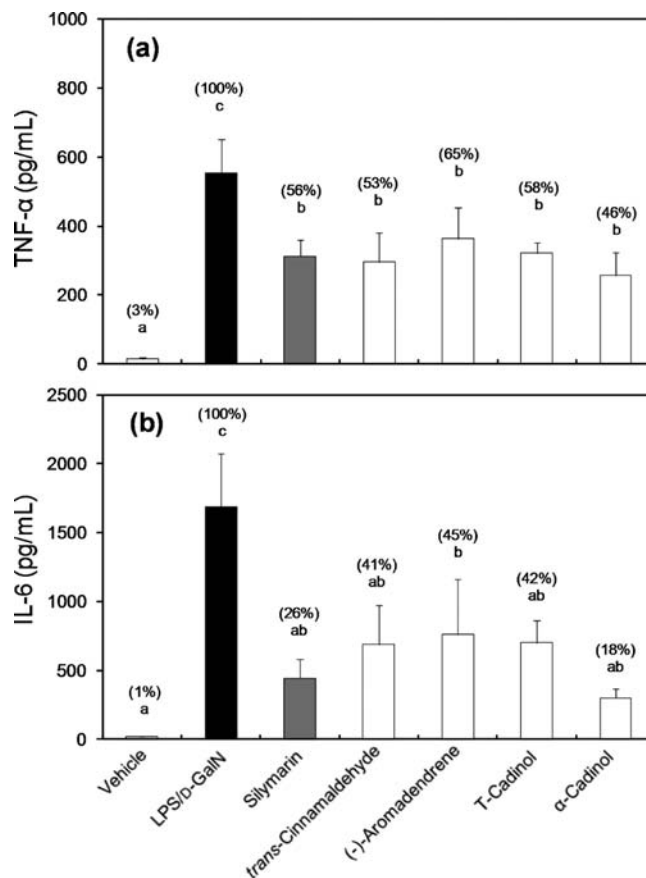 1000
(a)
800
(100%)
c
(65%)
b
600
(56%)
b
(53%)
b
(58%)
b
(46%)
b
TNF-α (pg/mL)
400
200
(3%)
a
0
2500
(b)
(100%)
c
2000
IL-6 (pg/mL)
1500
(45%)
b
(41%)
ab
(42%)
ab
1000
(26%)
ab
(18%)
ab
500
(1%)
a
0
Vehicle
LPS/D-GalN
Silymarin
trans-Cinnamaldehyde
(-)-Aromadendrene
T-Cadinol
α-Cadinol